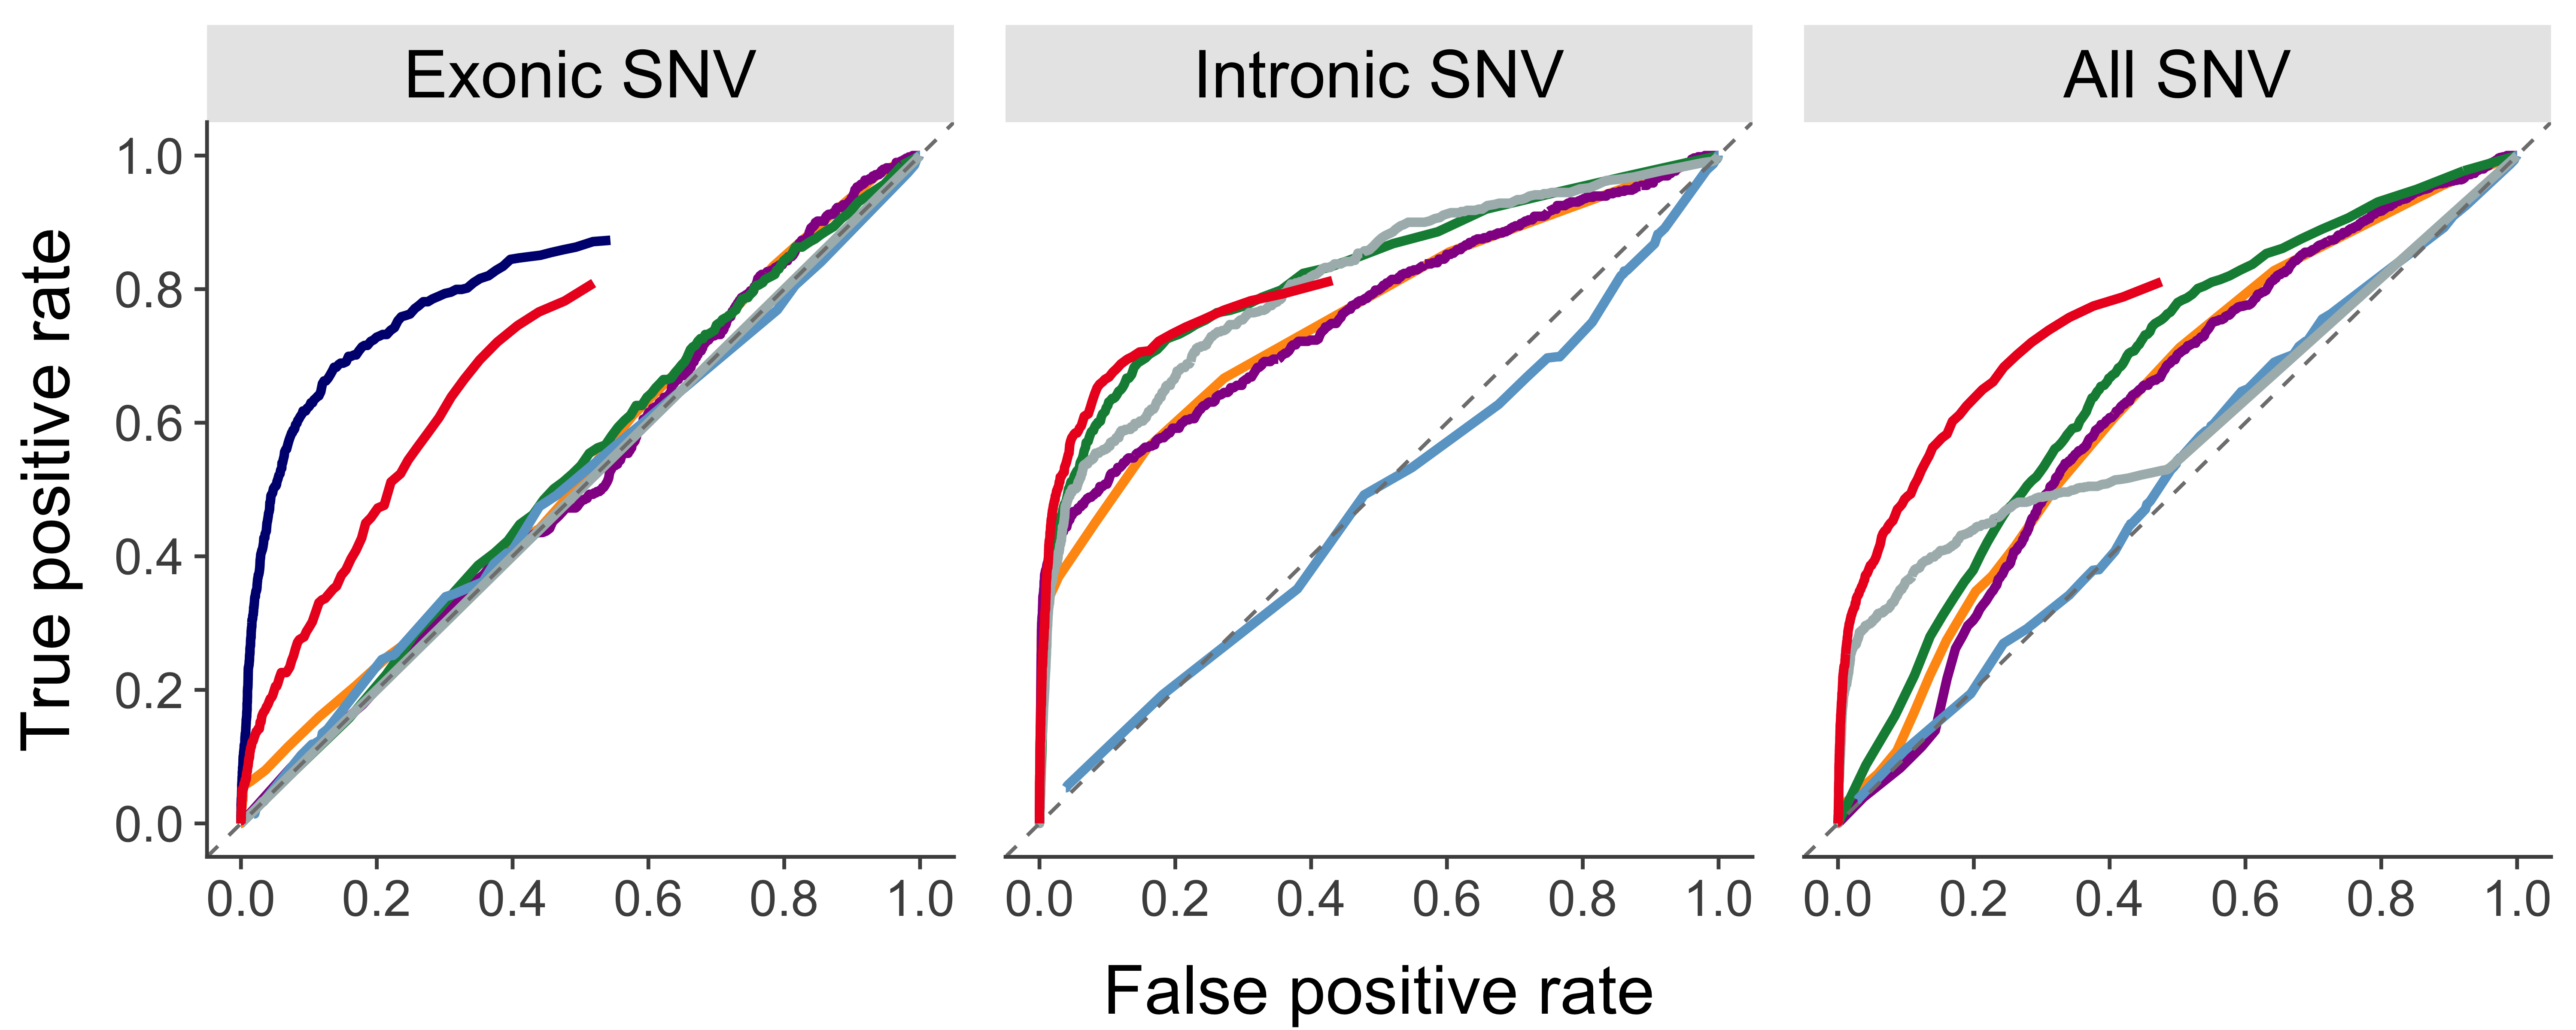 Exonic SNV
Intronic SNV
All SNV
True positive rate
1.0
0.8
0.6
0.4
0.2
0.0
0.0 0.2 0.4 0.6 0.8 1.0
0.0 0.2 0.4 0.6 0.8 1.0
0.0 0.2 0.4 0.6 0.8 1.0
False positive rate